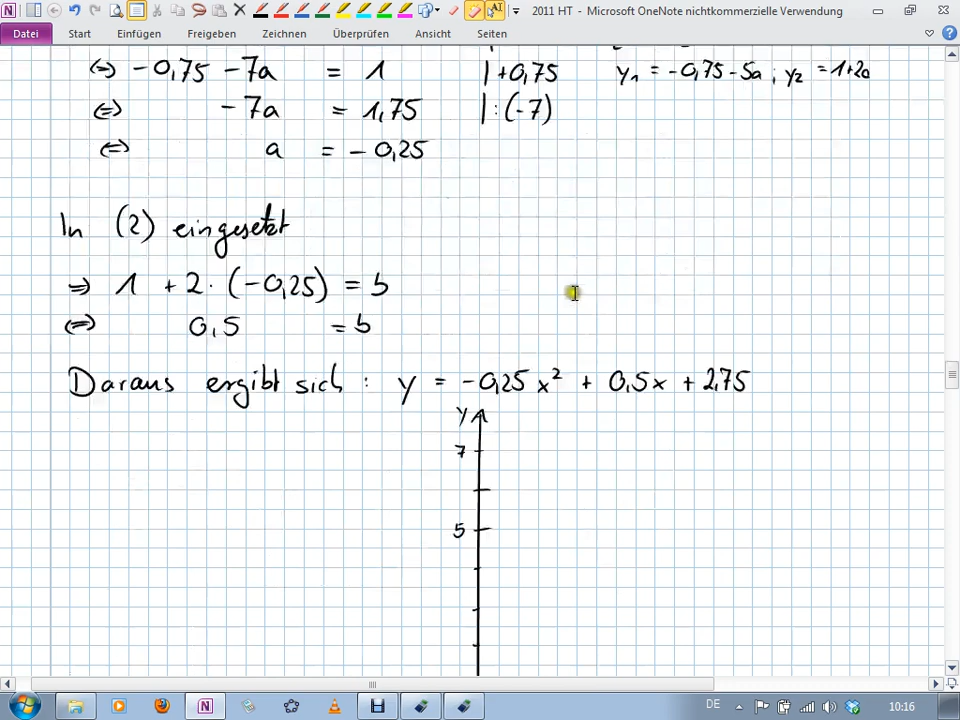 2011 HT - Microsoft OneNote nichtkommerzielle Verwendung
Datei Start Einfügen Freigeben Zeichnen Überprüfen Ansicht Seiten
⇔ -0,75 -7a = 1 | +0,75 y₁ = -0,75-5a ; y₂ = 1+2a
⇔ -7a = 1,75 | : (-7)
⇔ a = -0,25
In (2) eingesetzt
⇒ 1 + 2· (-0,25) = b
⇔ 0,5 = b
Daraus ergibt sich : y = -0,25x² + 0,5x + 2,75
y
7
5
DE 10:16